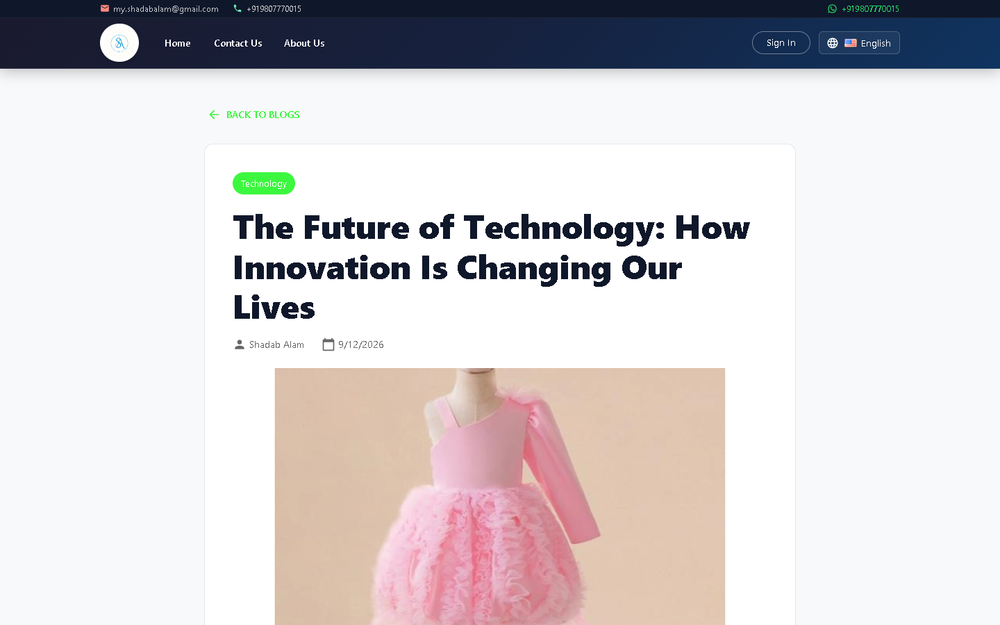 my.shadabalam@gmail.com +919807770015 +919807770015
Home Contact Us About Us Sign In English
BACK TO BLOGS
Technology
The Future of Technology: How
Innovation Is Changing Our
Lives
Shadab Alam 9/12/2026